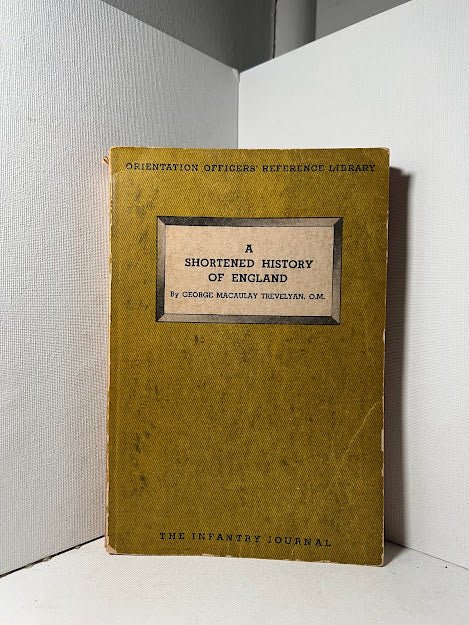 ORIENTATION OFFICERS' REFERENCE LIBRARY
A
SHORTENED HISTORY
OF ENGLAND
By GEORGE MACAULAY TREVELYAN, O.M.
THE INFANTRY JOURNAL